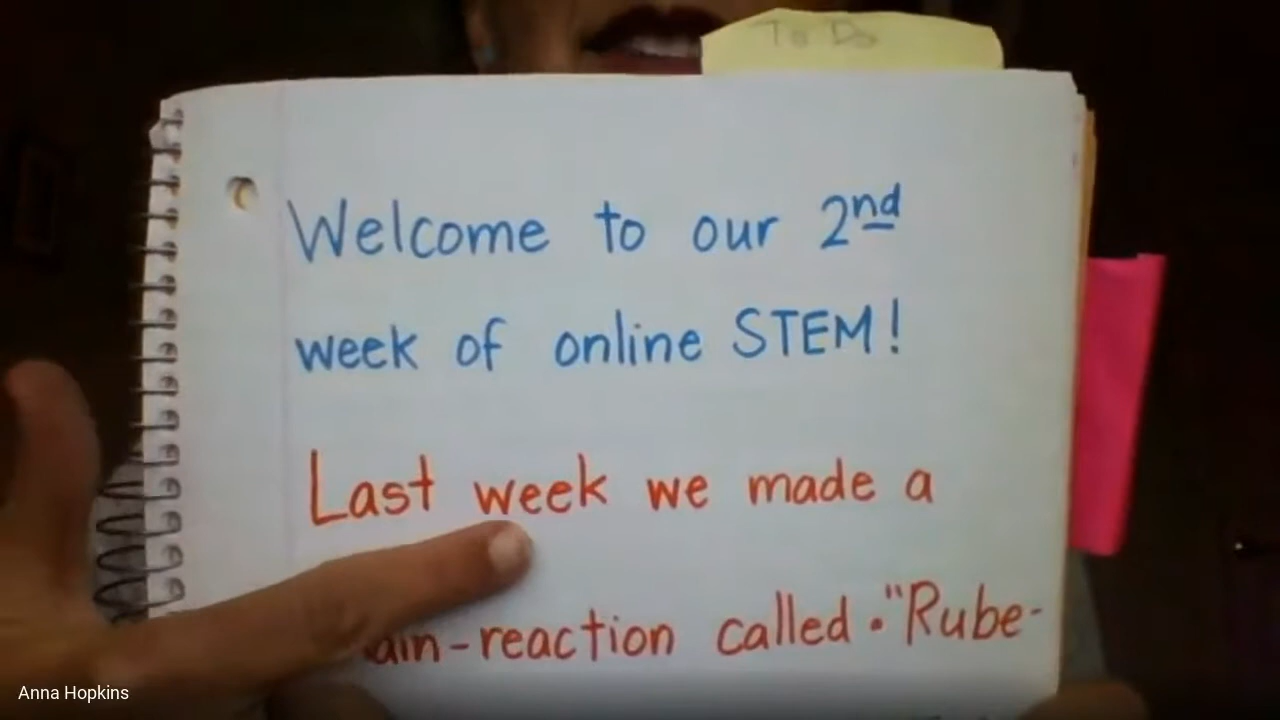 To Do
Welcome to our 2nd
week of online STEM!
Last week we made a
ain-reaction called "Rube-
Anna Hopkins